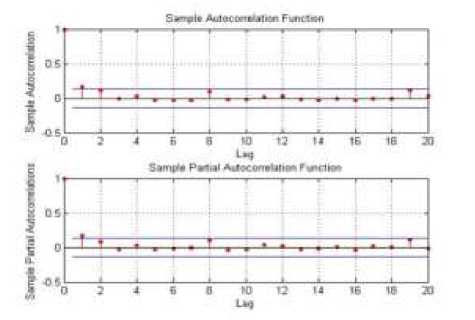 Sample Autocorrelation Function
Sample Autocorrelation
1
0.5
0
-0.5
0 2 4 6 8 10 12 14 16 18 20
Lag
Sample Partial Autocorrelation Function
Sample Partial Autocorrelations
1
0.5
0
-0.5
0 2 4 6 8 10 12 14 16 18 20
Lag